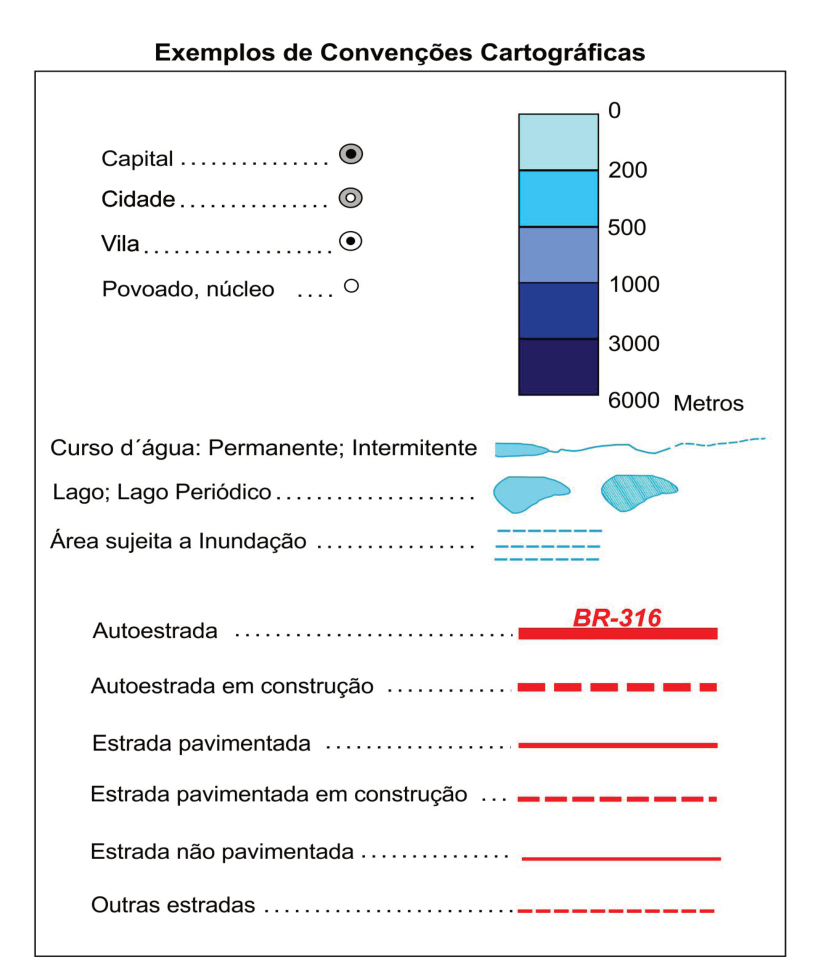 Exemplos de Convenções Cartográficas
Capital ...............
Cidade ...............
Vila ...................
Povoado, núcleo ....
0
200
500
1000
3000
6000 Metros
Curso d´água: Permanente; Intermitente
Lago; Lago Periódico ....................
Área sujeita a Inundação ................
BR-316
Autoestrada ............................
Autoestrada em construção ............
Estrada pavimentada ..................
Estrada pavimentada em construção ...
Estrada não pavimentada ...............
Outras estradas .........................